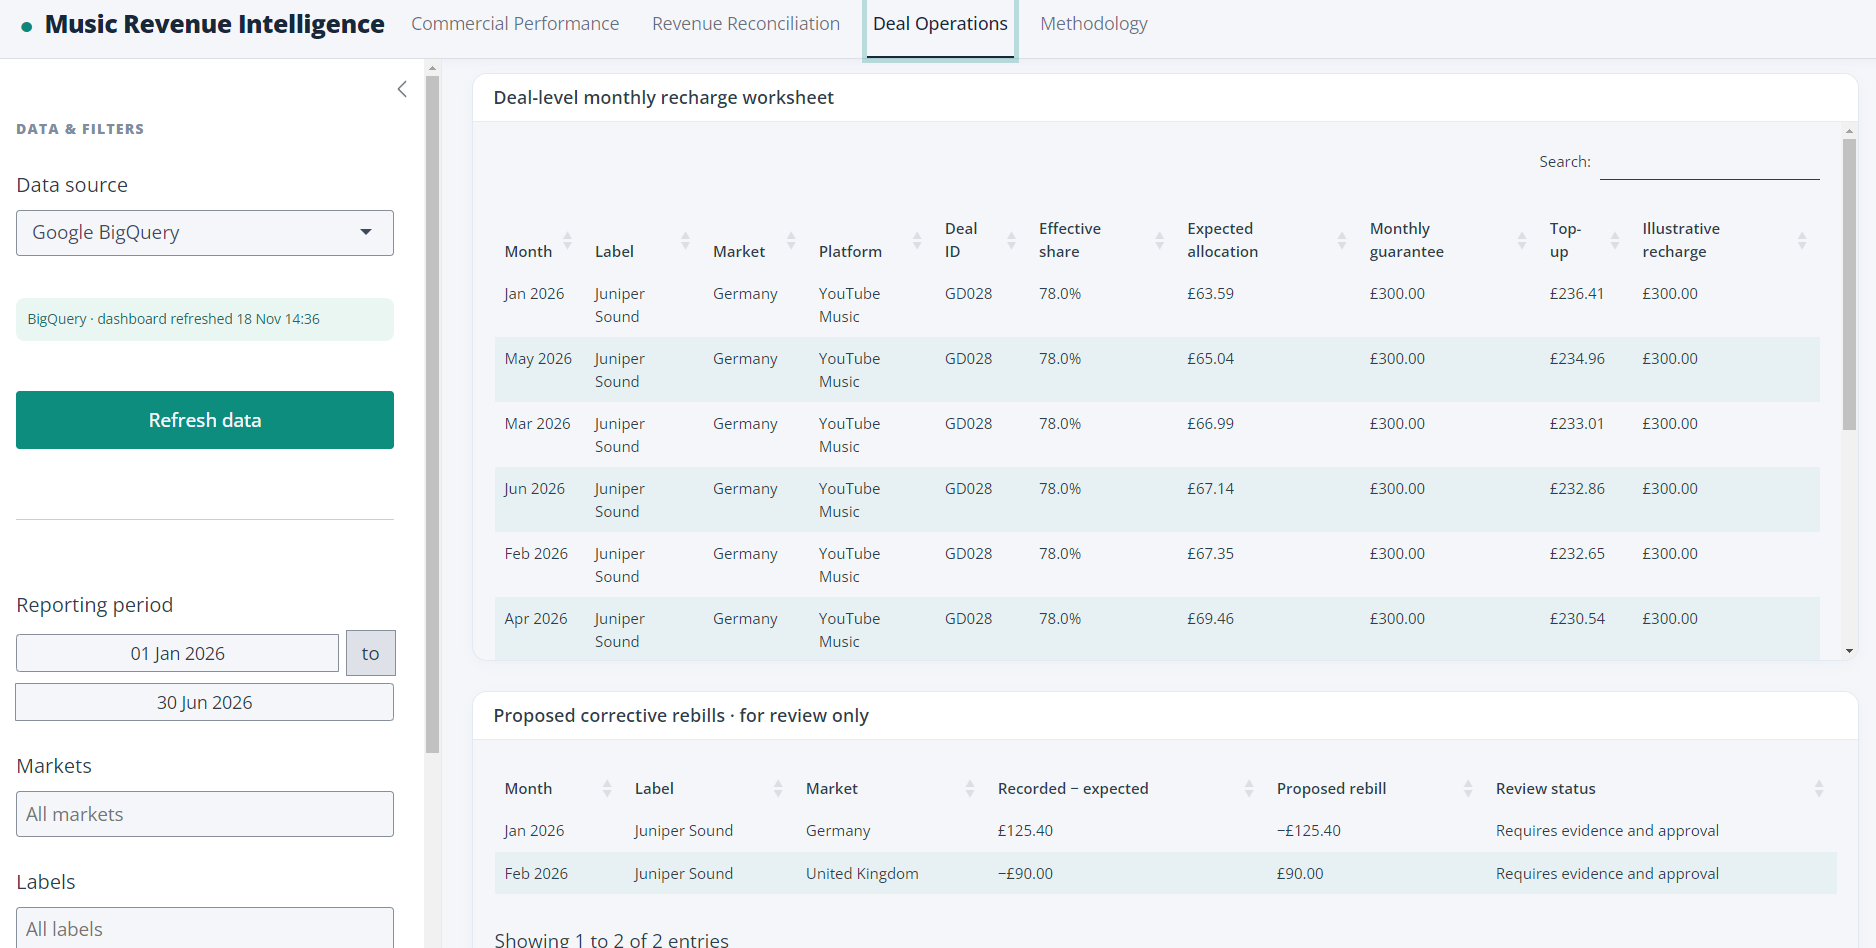 Music Revenue Intelligence Commercial Performance Revenue Reconciliation Deal Operations Methodology
DATA & FILTERS
Data source
Google BigQuery
BigQuery · dashboard refreshed 18 Nov 14:36
Refresh data
Reporting period
01 Jan 2026 to
30 Jun 2026
Markets
All markets
Labels
All labels
Deal-level monthly recharge worksheet
Search:
Month Label Market Platform Deal ID Effective share Expected allocation Monthly guarantee Top-up Illustrative recharge
Jan 2026 Juniper Sound Germany YouTube Music GD028 78.0% £63.59 £300.00 £236.41 £300.00
May 2026 Juniper Sound Germany YouTube Music GD028 78.0% £65.04 £300.00 £234.96 £300.00
Mar 2026 Juniper Sound Germany YouTube Music GD028 78.0% £66.99 £300.00 £233.01 £300.00
Jun 2026 Juniper Sound Germany YouTube Music GD028 78.0% £67.14 £300.00 £232.86 £300.00
Feb 2026 Juniper Sound Germany YouTube Music GD028 78.0% £67.35 £300.00 £232.65 £300.00
Apr 2026 Juniper Sound Germany YouTube Music GD028 78.0% £69.46 £300.00 £230.54 £300.00
Proposed corrective rebills · for review only
Month Label Market Recorded − expected Proposed rebill Review status
Jan 2026 Juniper Sound Germany £125.40 −£125.40 Requires evidence and approval
Feb 2026 Juniper Sound United Kingdom −£90.00 £90.00 Requires evidence and approval
Showing 1 to 2 of 2 entries